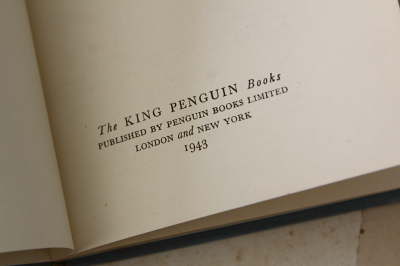 The KING PENGUIN Books
PUBLISHED BY PENGUIN BOOKS LIMITED
LONDON and NEW YORK
1943